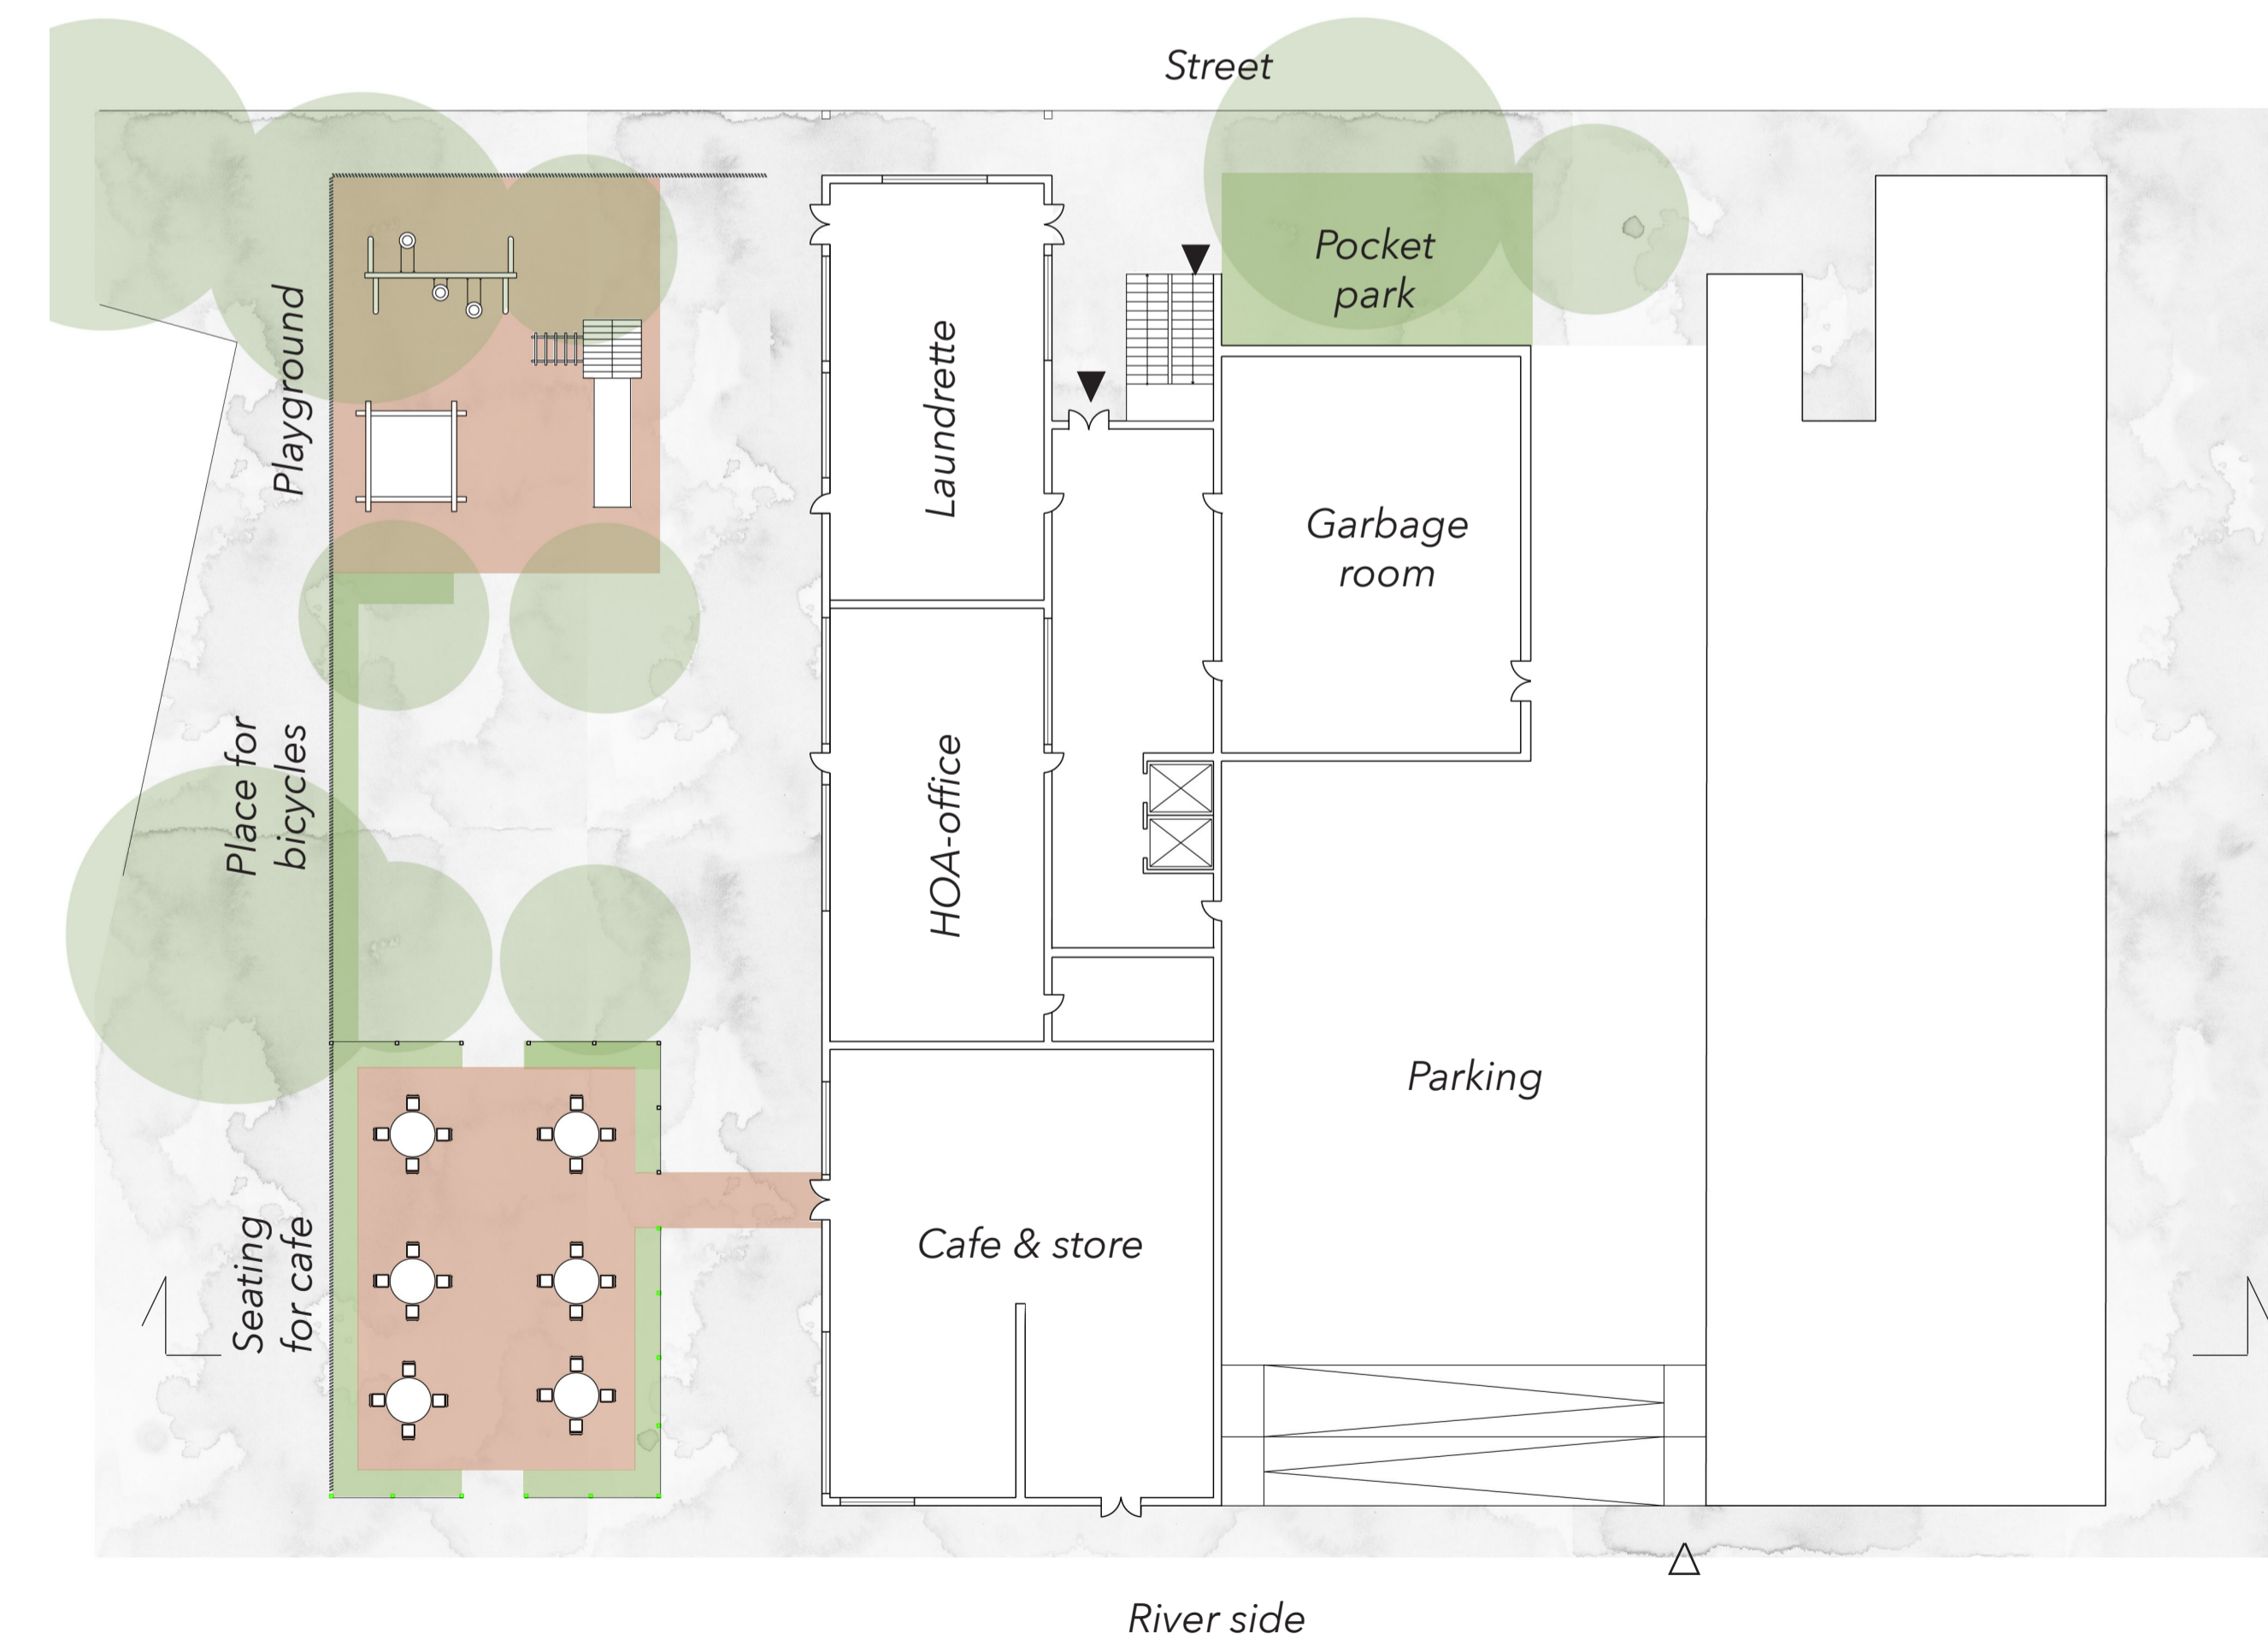 Street
Pocket
park
Playground
Laundrette
Garbage
room
Place for
bicycles
HOA-office
Parking
Seating
for cafe
Cafe & store
River side